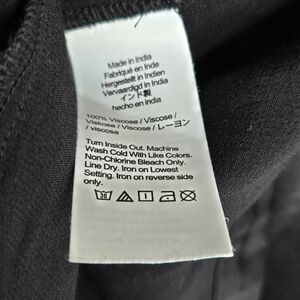 Made in India
Fabriqué en Inde
Hergestellt in Indien
Vervaardigd in India
インド製
hecho en india
100% Viscose / Viscose /
Viskose / Viscose / レーヨン
/ viscosa
Turn Inside Out. Machine
Wash Cold With Like Colors.
Non-Chlorine Bleach Only.
Line Dry. Iron on Lowest
Setting. Iron on reverse side
only.